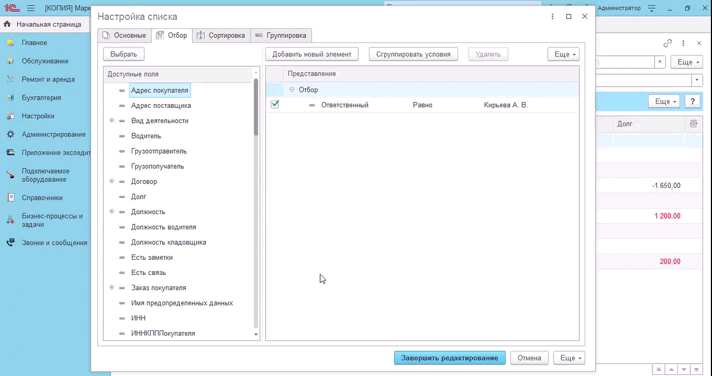 1С [КОПИЯ] Марк
Администратор
Начальная страница
Главное
Обслуживание
Ремонт и аренда
Бухгалтерия
Настройки
Администрирование
Приложение экспедит
Подключаемое
оборудование
Справочники
Бизнес-процессы и
задачи
Звонки и сообщения
Настройка списка
Основные Отбор Сортировка Группировка
Выбрать
Доступные поля
Адрес покупателя
Адрес поставщика
Вид деятельности
Водитель
Грузоотправитель
Грузополучатель
Договор
Долг
Должность
Должность водителя
Должность кладовщика
Есть заметки
Есть связь
Заказ покупателя
Имя предопределенных данных
ИНН
ИННКПППокупателя
Добавить новый элемент Сгруппировать условия Удалить Еще
Представление
Отбор
Ответственный Равно Кирьева А. В.
Завершить редактирование Отмена Еще
Еще
Еще ?
Долг
-1 650,00
1 200,00
200,00